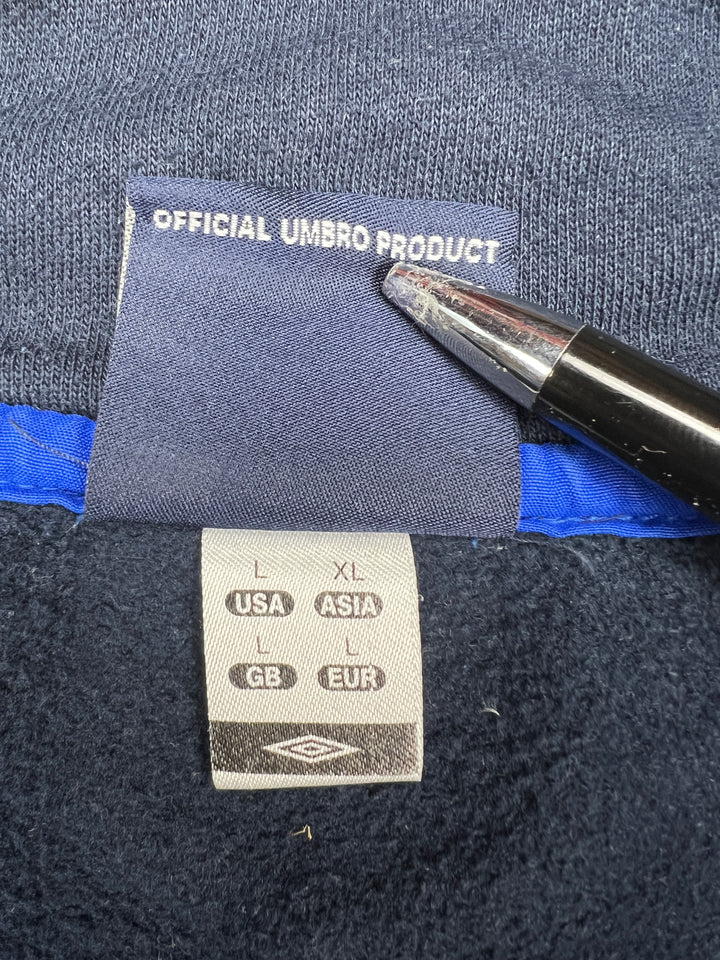 OFFICIAL UMBRO PRODUCT
L XL
USA ASIA
L L
GB EUR